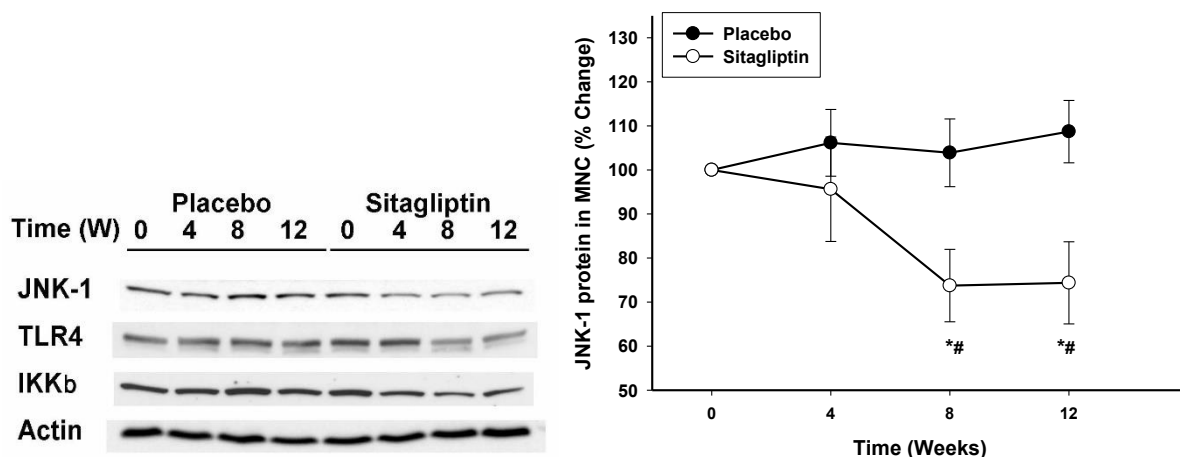 Placebo Sitagliptin
Time (W) 0 4 8 12 0 4 8 12
JNK-1
TLR4
IKKb
Actin
JNK-1 protein in MNC (% Change)
Placebo
Sitagliptin
130
120
110
100
90
80
70
60
50
*# *#
0 4 8 12
Time (Weeks)